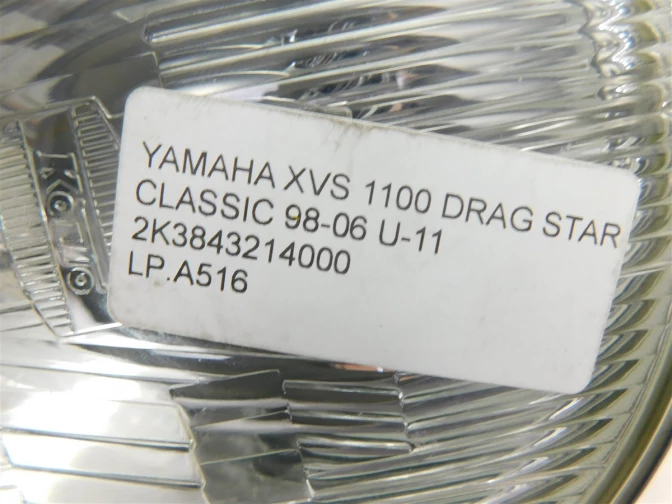 YAMAHA XVS 1100 DRAG STAR
CLASSIC 98-06 U-11
2K3843214000
LP.A516